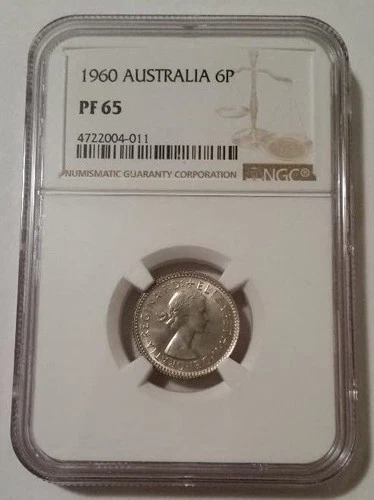 1960 AUSTRALIA 6P
PF 65
4722004-011
NUMISMATIC GUARANTY CORPORATION NGC®